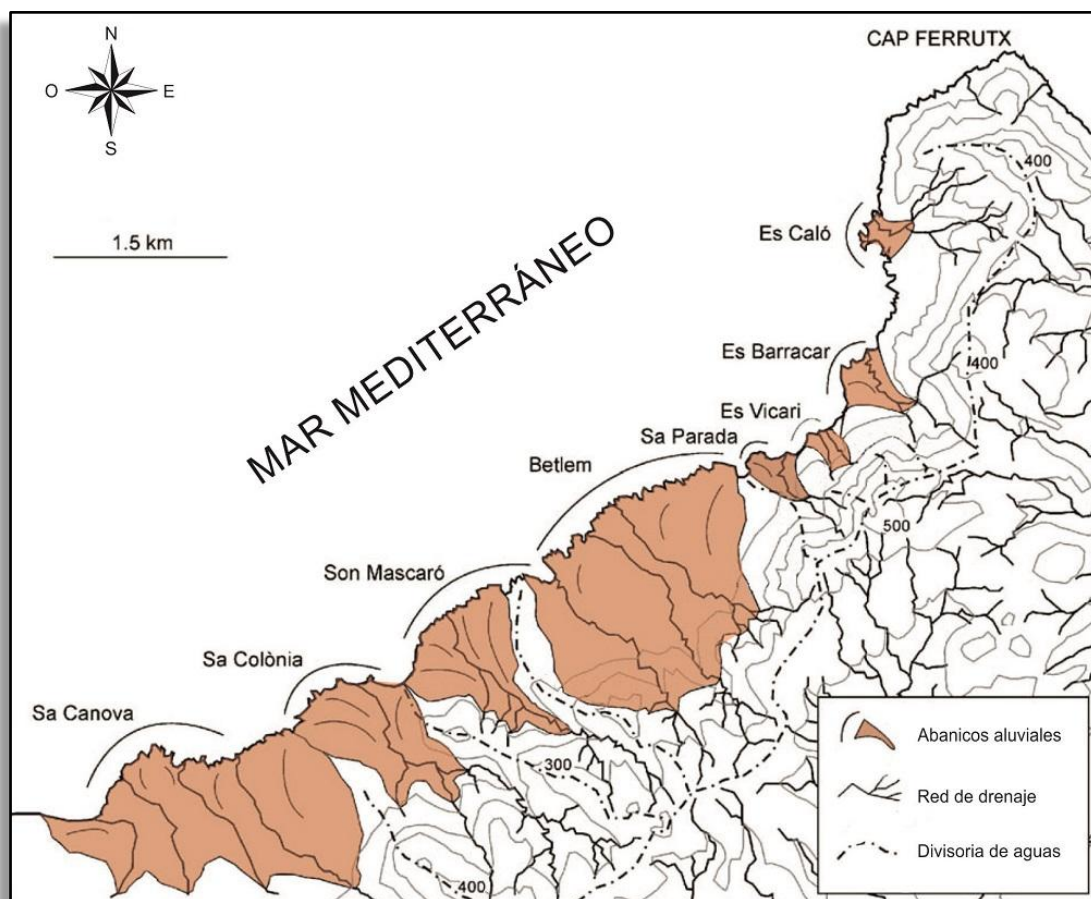 N
O
E
S
CAP FERRUTX
400
1.5 km
Es Caló
MAR MEDITERRÁNEO
Es Barracar
400
Es Vicari
Sa Parada
Betlem
500
Son Mascaró
Sa Colònia
Sa Canova
300
400
Abanicos aluviales
Red de drenaje
Divisoria de aguas